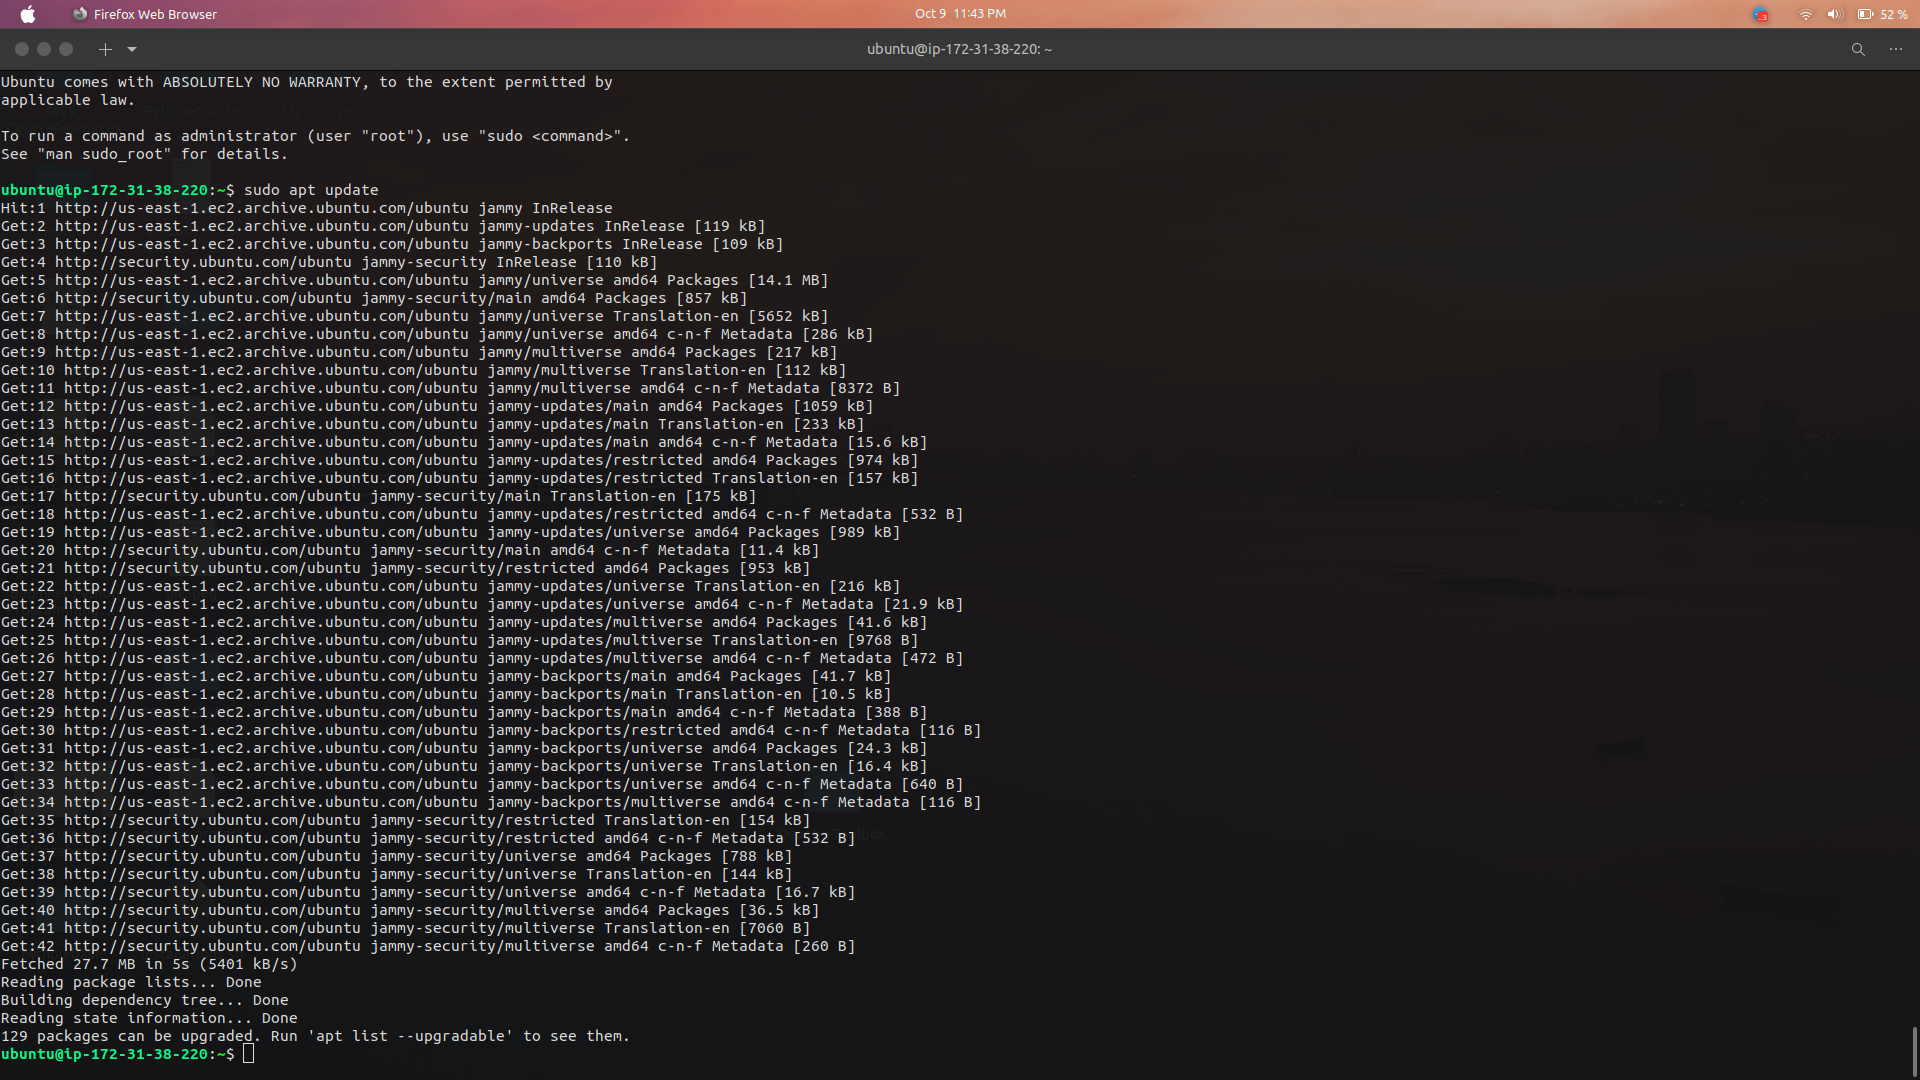 Firefox Web Browser
Oct 9 11:43 PM
3
52 %
ubuntu@ip-172-31-38-220: ~
Ubuntu comes with ABSOLUTELY NO WARRANTY, to the extent permitted by
applicable law.
Python-course
My devops
To run a command as administrator (user "root"), use "sudo <command>".
See "man sudo_root" for details.
ubuntu@ip-172-31-38-220:~$ sudo apt update
Hit:1 http://us-east-1.ec2.archive.ubuntu.com/ubuntu jammy InRelease
Get:2 http://us-east-1.ec2.archive.ubuntu.com/ubuntu jammy-updates InRelease [119 kB]
Get:3 http://us-east-1.ec2.archive.ubuntu.com/ubuntu jammy-backports InRelease [109 kB]
Get:4 http://security.ubuntu.com/ubuntu jammy-security InRelease [110 kB]
Get:5 http://us-east-1.ec2.archive.ubuntu.com/ubuntu jammy/universe amd64 Packages [14.1 MB]
Get:6 http://security.ubuntu.com/ubuntu jammy-security/main amd64 Packages [857 kB]
Get:7 http://us-east-1.ec2.archive.ubuntu.com/ubuntu jammy/universe Translation-en [5652 kB]
Get:8 http://us-east-1.ec2.archive.ubuntu.com/ubuntu jammy/universe amd64 c-n-f Metadata [286 kB]
Get:9 http://us-east-1.ec2.archive.ubuntu.com/ubuntu jammy/multiverse amd64 Packages [217 kB]
Get:10 http://us-east-1.ec2.archive.ubuntu.com/ubuntu jammy/multiverse Translation-en [112 kB]
Get:11 http://us-east-1.ec2.archive.ubuntu.com/ubuntu jammy/multiverse amd64 c-n-f Metadata [8372 B]
Get:12 http://us-east-1.ec2.archive.ubuntu.com/ubuntu jammy-updates/main amd64 Packages [1059 kB]
Get:13 http://us-east-1.ec2.archive.ubuntu.com/ubuntu jammy-updates/main Translation-en [233 kB]
Get:14 http://us-east-1.ec2.archive.ubuntu.com/ubuntu jammy-updates/main amd64 c-n-f Metadata [15.6 kB]
Get:15 http://us-east-1.ec2.archive.ubuntu.com/ubuntu jammy-updates/restricted amd64 Packages [974 kB]
Get:16 http://us-east-1.ec2.archive.ubuntu.com/ubuntu jammy-updates/restricted Translation-en [157 kB]
Get:17 http://security.ubuntu.com/ubuntu jammy-security/main Translation-en [175 kB]
Get:18 http://us-east-1.ec2.archive.ubuntu.com/ubuntu jammy-updates/restricted amd64 c-n-f Metadata [532 B]
Get:19 http://us-east-1.ec2.archive.ubuntu.com/ubuntu jammy-updates/universe amd64 Packages [989 kB]
Get:20 http://security.ubuntu.com/ubuntu jammy-security/main amd64 c-n-f Metadata [11.4 kB]
Get:21 http://security.ubuntu.com/ubuntu jammy-security/restricted amd64 Packages [953 kB]
Get:22 http://us-east-1.ec2.archive.ubuntu.com/ubuntu jammy-updates/universe Translation-en [216 kB]
Get:23 http://us-east-1.ec2.archive.ubuntu.com/ubuntu jammy-updates/universe amd64 c-n-f Metadata [21.9 kB]
Get:24 http://us-east-1.ec2.archive.ubuntu.com/ubuntu jammy-updates/multiverse amd64 Packages [41.6 kB]
Get:25 http://us-east-1.ec2.archive.ubuntu.com/ubuntu jammy-updates/multiverse Translation-en [9768 B]
Get:26 http://us-east-1.ec2.archive.ubuntu.com/ubuntu jammy-updates/multiverse amd64 c-n-f Metadata [472 B]
Get:27 http://us-east-1.ec2.archive.ubuntu.com/ubuntu jammy-backports/main amd64 Packages [41.7 kB]
Get:28 http://us-east-1.ec2.archive.ubuntu.com/ubuntu jammy-backports/main Translation-en [10.5 kB]
Get:29 http://us-east-1.ec2.archive.ubuntu.com/ubuntu jammy-backports/main amd64 c-n-f Metadata [388 B]
Get:30 http://us-east-1.ec2.archive.ubuntu.com/ubuntu jammy-backports/restricted amd64 c-n-f Metadata [116 B]
Get:31 http://us-east-1.ec2.archive.ubuntu.com/ubuntu jammy-backports/universe amd64 Packages [24.3 kB]
Get:32 http://us-east-1.ec2.archive.ubuntu.com/ubuntu jammy-backports/universe Translation-en [16.4 kB]
Get:33 http://us-east-1.ec2.archive.ubuntu.com/ubuntu jammy-backports/universe amd64 c-n-f Metadata [640 B]
Get:34 http://us-east-1.ec2.archive.ubuntu.com/ubuntu jammy-backports/multiverse amd64 c-n-f Metadata [116 B]
Get:35 http://security.ubuntu.com/ubuntu jammy-security/restricted Translation-en [154 kB]
Get:36 http://security.ubuntu.com/ubuntu jammy-security/restricted amd64 c-n-f Metadata [532 B]
Get:37 http://security.ubuntu.com/ubuntu jammy-security/universe amd64 Packages [788 kB]
Get:38 http://security.ubuntu.com/ubuntu jammy-security/universe Translation-en [144 kB]
Get:39 http://security.ubuntu.com/ubuntu jammy-security/universe amd64 c-n-f Metadata [16.7 kB]
Get:40 http://security.ubuntu.com/ubuntu jammy-security/multiverse amd64 Packages [36.5 kB]
Get:41 http://security.ubuntu.com/ubuntu jammy-security/multiverse Translation-en [7060 B]
Get:42 http://security.ubuntu.com/ubuntu jammy-security/multiverse amd64 c-n-f Metadata [260 B]
Fetched 27.7 MB in 5s (5401 kB/s)
Reading package lists... Done
Building dependency tree... Done
Reading state information... Done
129 packages can be upgraded. Run 'apt list --upgradable' to see them.
ubuntu@ip-172-31-38-220:~$